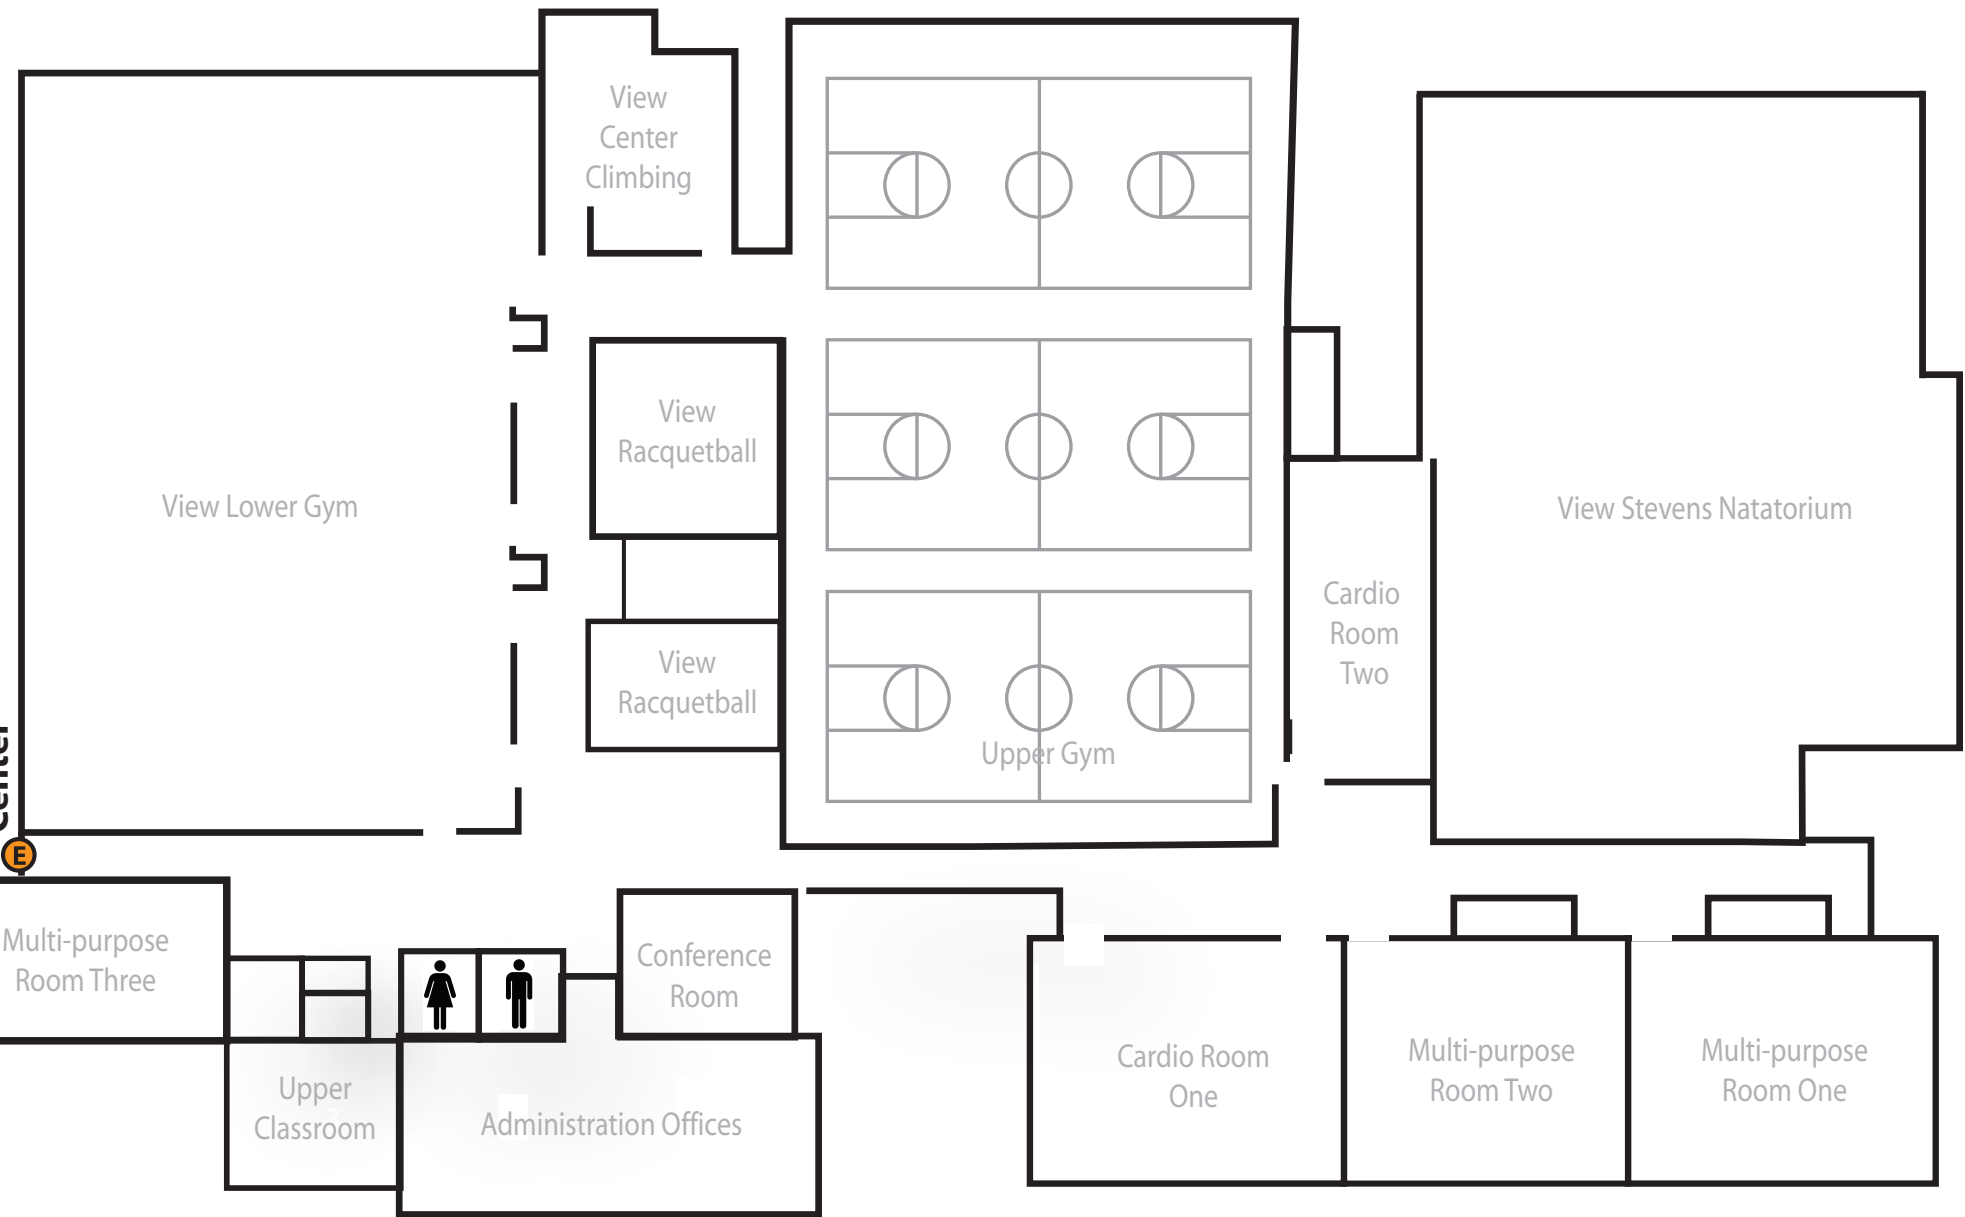 View
Center
Climbing
View
Racquetball
View Lower Gym
View Stevens Natatorium
Cardio
Room
Two
View
Racquetball
Upper Gym
Center
E
Multi-purpose
Room Three
Conference
Room
Upper
Classroom
Administration Offices
Cardio Room
One
Multi-purpose
Room Two
Multi-purpose
Room One